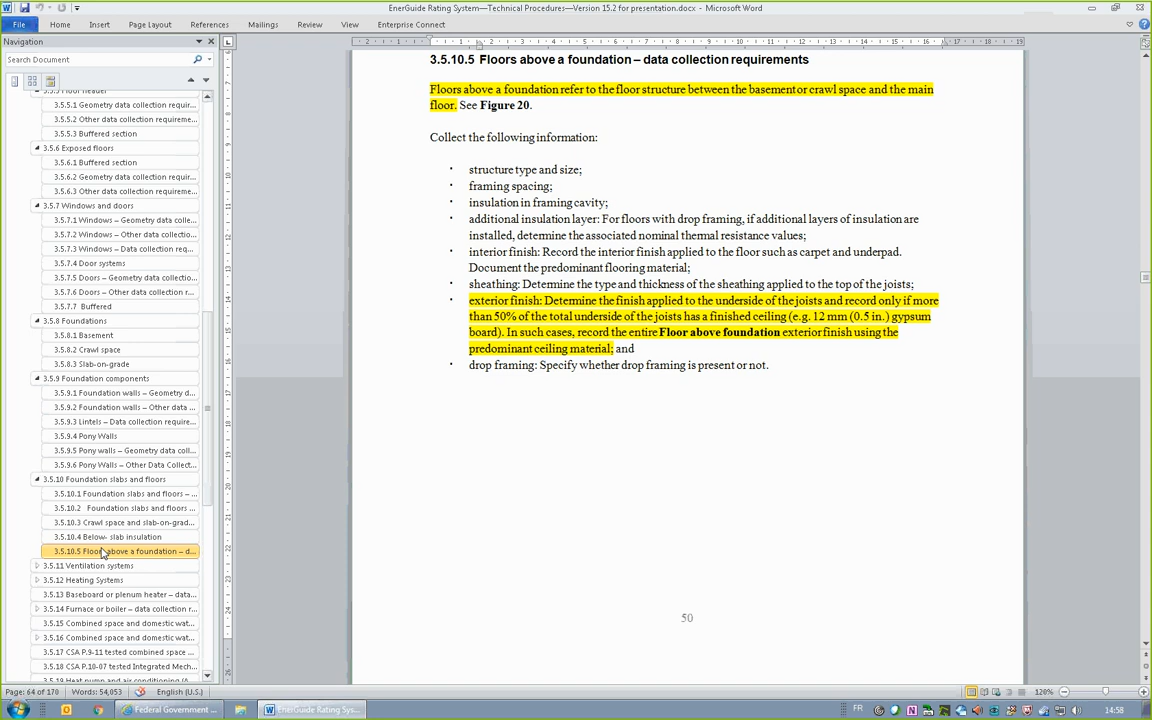 EnerGuide Rating System—Technical Procedures—Version 15.2 for presentation.docx - Microsoft Word
File Home Insert Page Layout References Mailings Review View Enterprise Connect
Navigation
Search Document
3.5.5 Floor header
3.5.5.1 Geometry data collection requir...
3.5.5.2 Other data collection requireme...
3.5.5.3 Buffered section
3.5.6 Exposed floors
3.5.6.1 Buffered section
3.5.6.2 Geometry data collection requir...
3.5.6.3 Other data collection requireme...
3.5.7 Windows and doors
3.5.7.1 Windows – Geometry data colle...
3.5.7.2 Windows – Other data collection...
3.5.7.3 Windows – Data collection req...
3.5.7.4 Door systems
3.5.7.5 Doors – Geometry data collectio...
3.5.7.6 Doors – Other data collection r...
3.5.7.7 Buffered
3.5.8 Foundations
3.5.8.1 Basement
3.5.8.2 Crawl space
3.5.8.3 Slab-on-grade
3.5.9 Foundation components
3.5.9.1 Foundation walls – Geometry d...
3.5.9.2 Foundation walls – Other data ...
3.5.9.3 Lintels – Data collection require...
3.5.9.4 Pony Walls
3.5.9.5 Pony walls – Geometry data coll...
3.5.9.6 Pony Walls – Other Data Collect...
3.5.10 Foundation slabs and floors
3.5.10.1 Foundation slabs and floors – ...
3.5.10.2 Foundation slabs and floors ...
3.5.10.3 Crawl space and slab-on-grad...
3.5.10.4 Below- slab insulation
3.5.10.5 Floors above a foundation – d...
3.5.11 Ventilation systems
3.5.12 Heating Systems
3.5.13 Baseboard or plenum heater – data...
3.5.14 Furnace or boiler – data collection r...
3.5.15 Combined space and domestic wat...
3.5.16 Combined space and domestic wat...
3.5.17 CSA P.9-11 tested combined space ...
3.5.18 CSA P.10-07 tested Integrated Mech...
3.5.19 Heat pump and air conditioning (A...
3.5.10.5 Floors above a foundation – data collection requirements
Floors above a foundation refer to the floor structure between the basement or crawl space and the main
floor. See Figure 20.
Collect the following information:
· structure type and size;
· framing spacing;
· insulation in framing cavity;
· additional insulation layer: For floors with drop framing, if additional layers of insulation are
installed, determine the associated nominal thermal resistance values;
· interior finish: Record the interior finish applied to the floor such as carpet and underpad.
Document the predominant flooring material;
· sheathing: Determine the type and thickness of the sheathing applied to the top of the joists;
· exterior finish: Determine the finish applied to the underside of the joists and record only if more
than 50% of the total underside of the joists has a finished ceiling (e.g. 12 mm (0.5 in.) gypsum
board). In such cases, record the entire Floor above foundation exterior finish using the
predominant ceiling material; and
· drop framing: Specify whether drop framing is present or not.
50
Page: 64 of 170 Words: 54,053 English (U.S.) 120%
Federal Government ... EnerGuide Rating Sys... FR 14:58